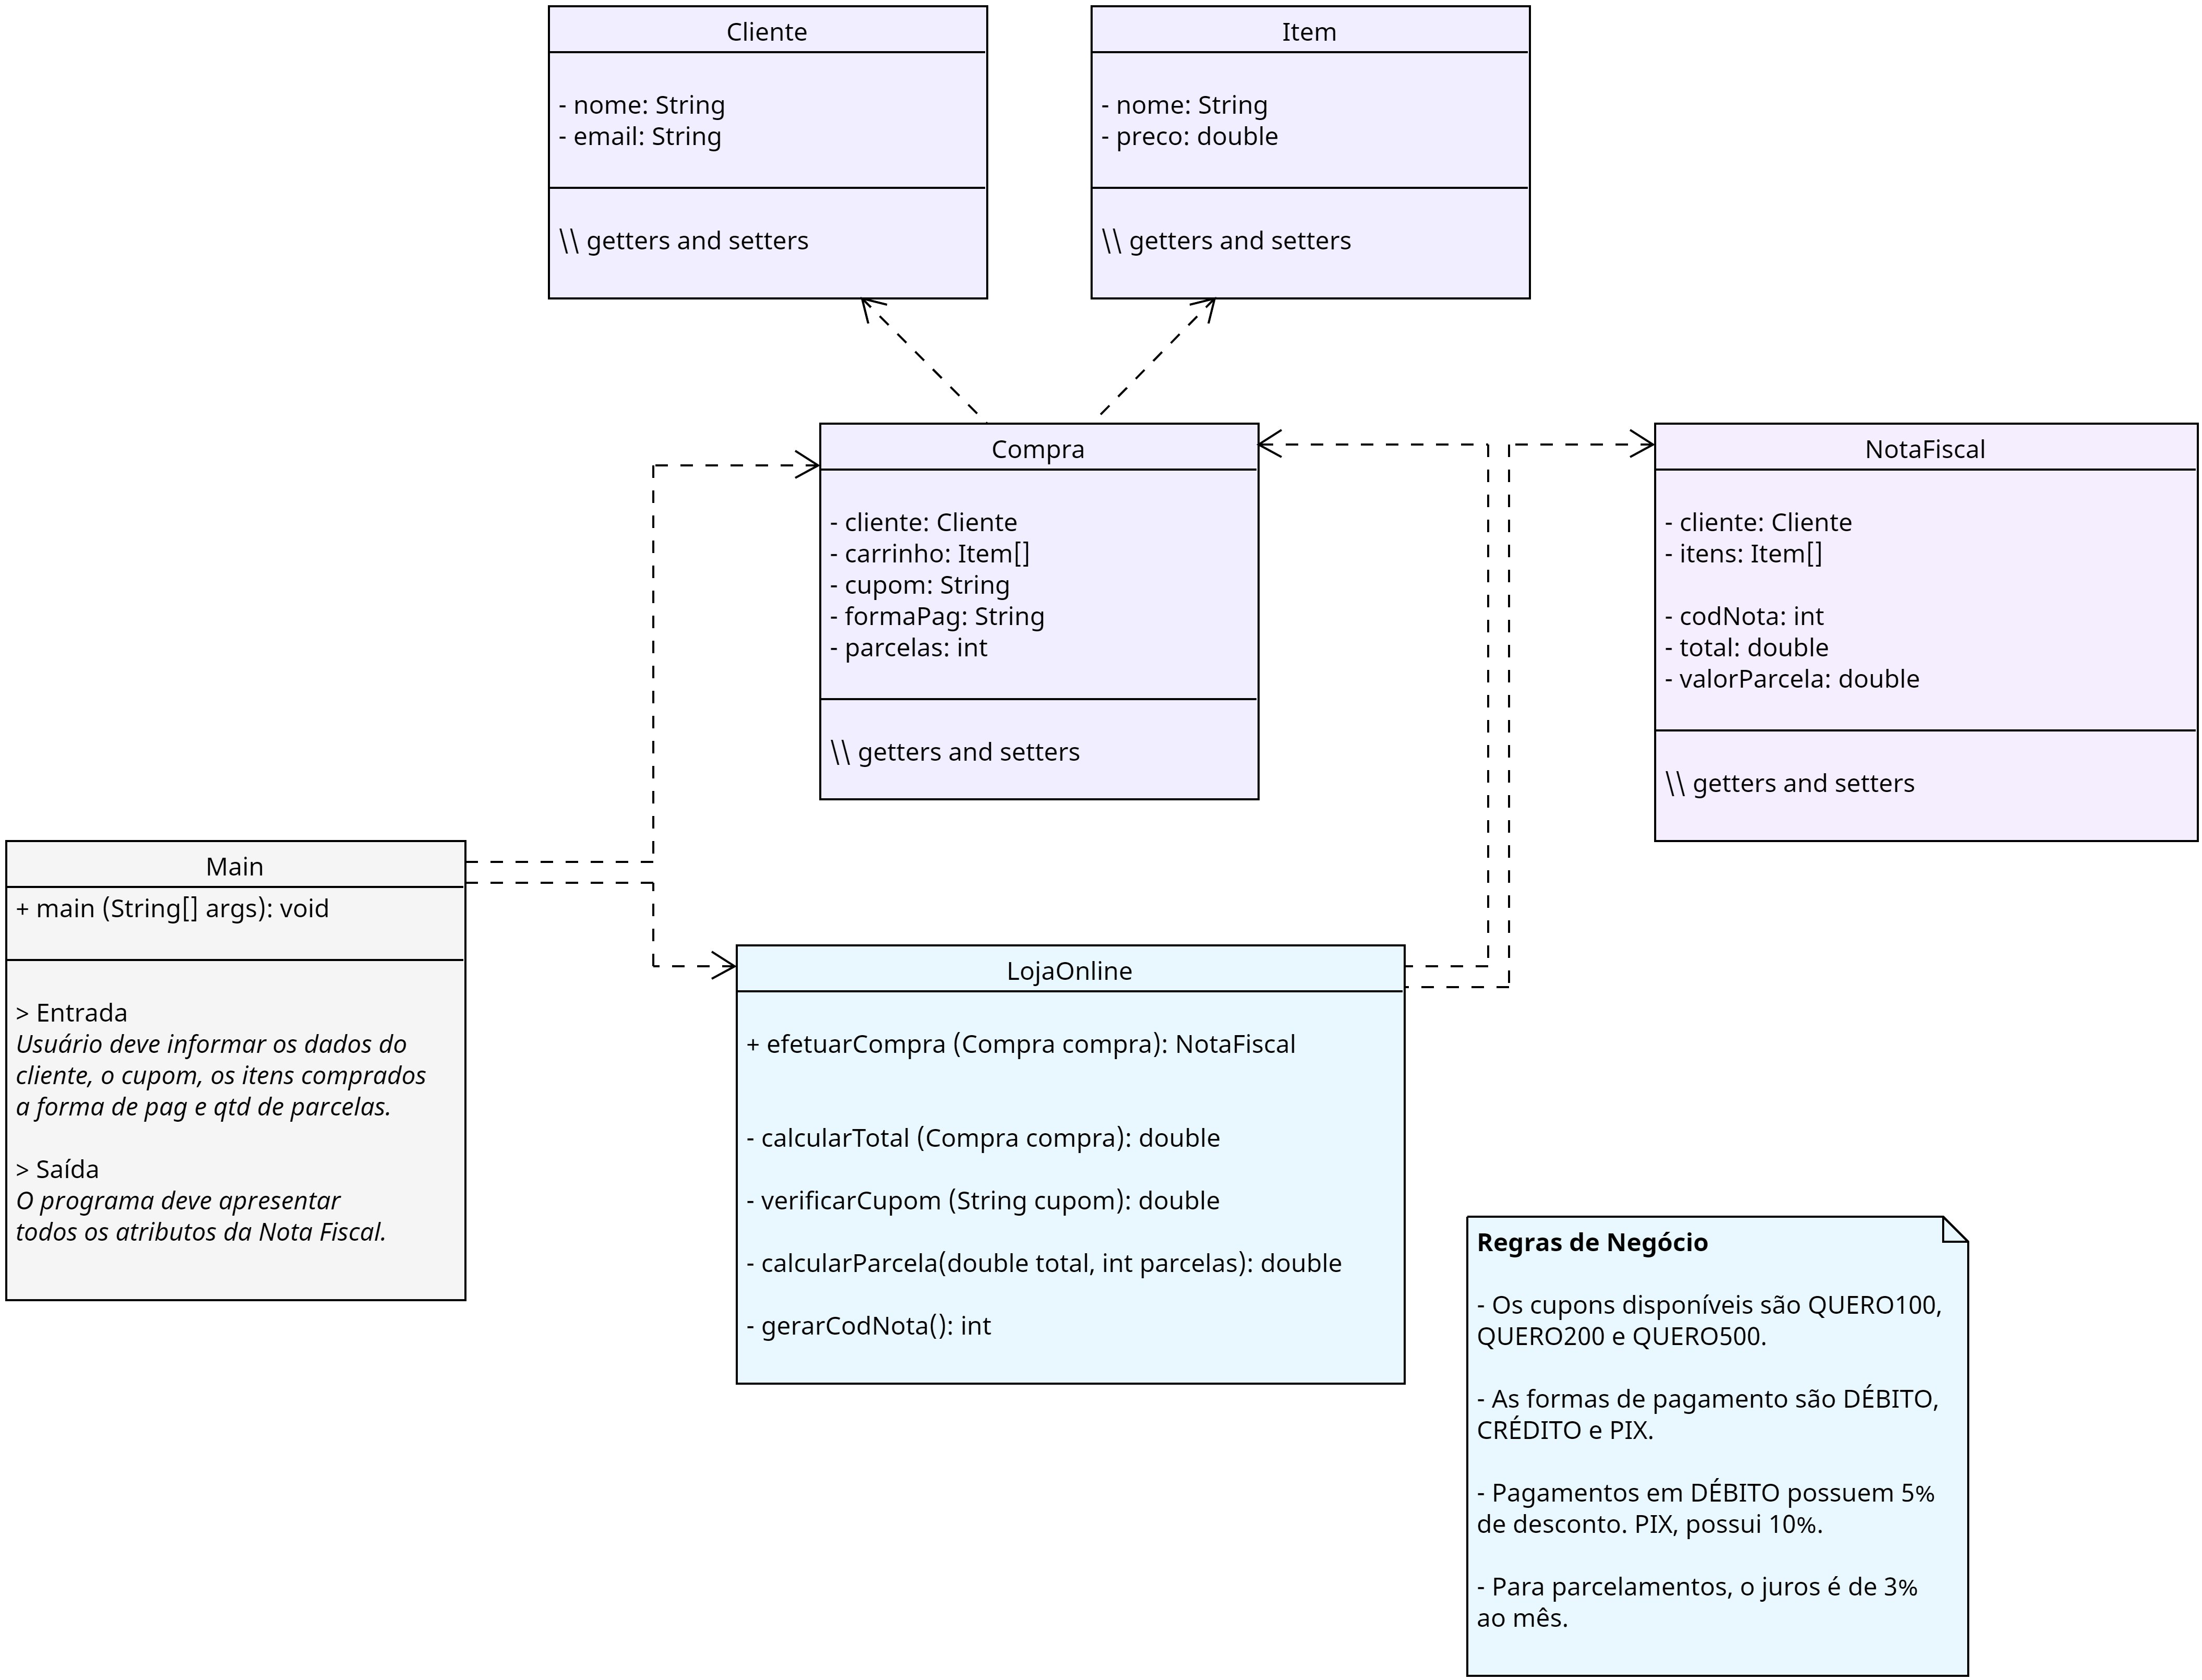 Cliente
- nome: String
- email: String
\\ getters and setters
Item
- nome: String
- preco: double
\\ getters and setters
Compra
- cliente: Cliente
- carrinho: Item[]
- cupom: String
- formaPag: String
- parcelas: int
\\ getters and setters
NotaFiscal
- cliente: Cliente
- itens: Item[]
- codNota: int
- total: double
- valorParcela: double
\\ getters and setters
Main
+ main (String[] args): void
> Entrada
Usuário deve informar os dados do
cliente, o cupom, os itens comprados
a forma de pag e qtd de parcelas.
> Saída
O programa deve apresentar
todos os atributos da Nota Fiscal.
LojaOnline
+ efetuarCompra (Compra compra): NotaFiscal
- calcularTotal (Compra compra): double
- verificarCupom (String cupom): double
- calcularParcela(double total, int parcelas): double
- gerarCodNota(): int
Regras de Negócio
- Os cupons disponíveis são QUERO100,
QUERO200 e QUERO500.
- As formas de pagamento são DÉBITO,
CRÉDITO e PIX.
- Pagamentos em DÉBITO possuem 5%
de desconto. PIX, possui 10%.
- Para parcelamentos, o juros é de 3%
ao mês.